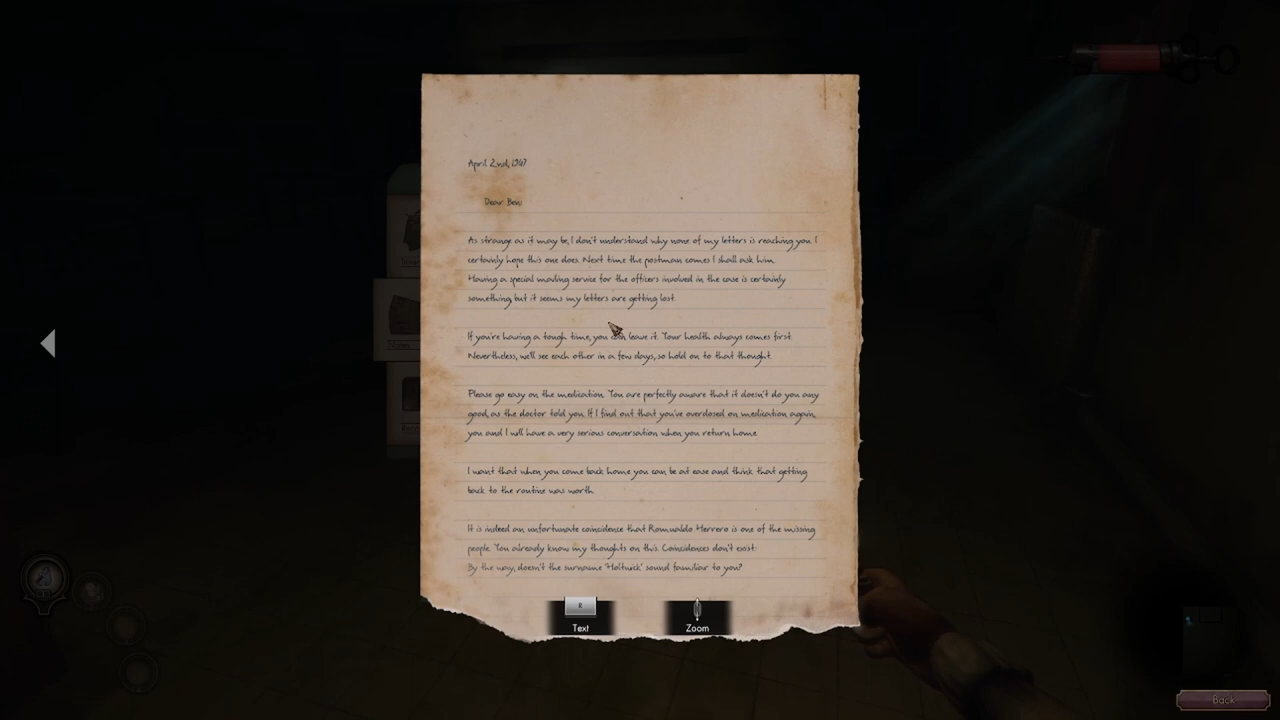 April 2nd, 1947
Dear Ben:
As strange as it may be, I don't understand why none of my letters is reaching you. I
certainly hope this one does. Next time the postman comes I shall ask him.
Having a special mailing service for the officers involved in the case is certainly
something, but it seems my letters are getting lost.
If you're having a tough time, you can leave it. Your health always comes first.
Nevertheless, we'll see each other in a few days, so hold on to that thought.
Please go easy on the medication. You are perfectly aware that it doesn't do you any
good, as the doctor told you. If I find out that you've overdosed on medication again,
you and I will have a very serious conversation when you return home.
I want that when you come back home you can be at ease and think that getting
back to the routine was worth.
It is indeed an unfortunate coincidence that Romualdo Herrero is one of the missing
people. You already know my thoughts on this. Coincidences don't exist.
By the way, doesn't the surname 'Holtwick' sound familiar to you?
R
Text
Zoom
Back